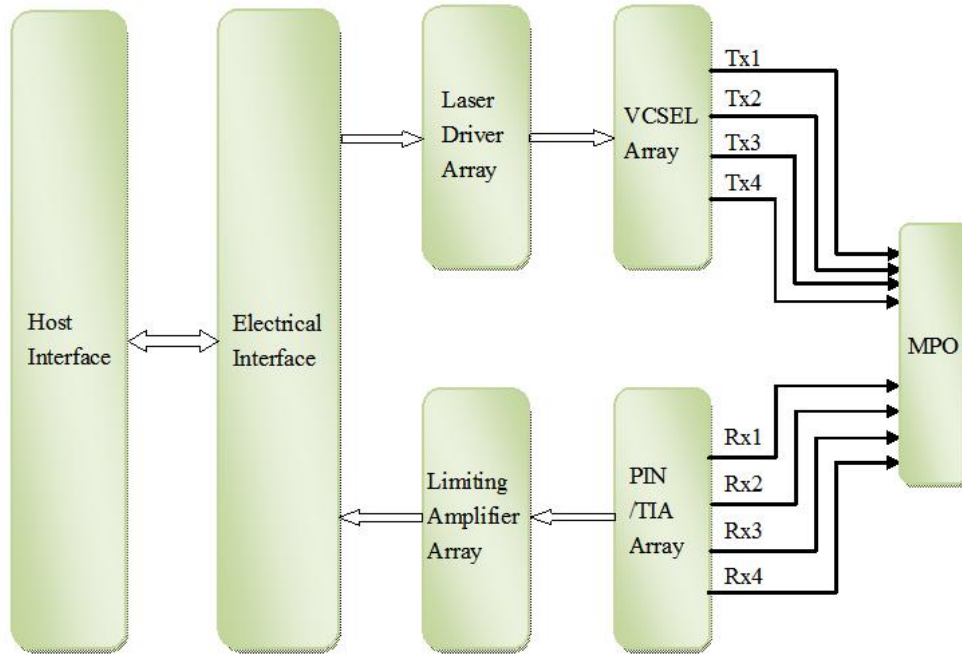 Host
Interface
Electrical
Interface
Laser
Driver
Array
VCSEL
Array
Tx1
Tx2
Tx3
Tx4
MPO
Limiting
Amplifier
Array
PIN
/TIA
Array
Rx1
Rx2
Rx3
Rx4